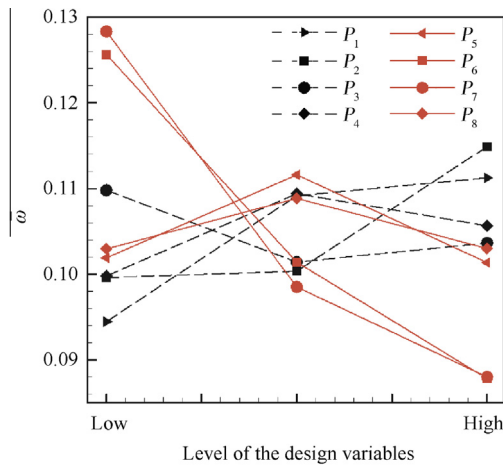 0.13
0.12
0.11
0.10
0.09
ω̄
P₁ P₅
P₂ P₆
P₃ P₇
P₄ P₈
Low High
Level of the design variables